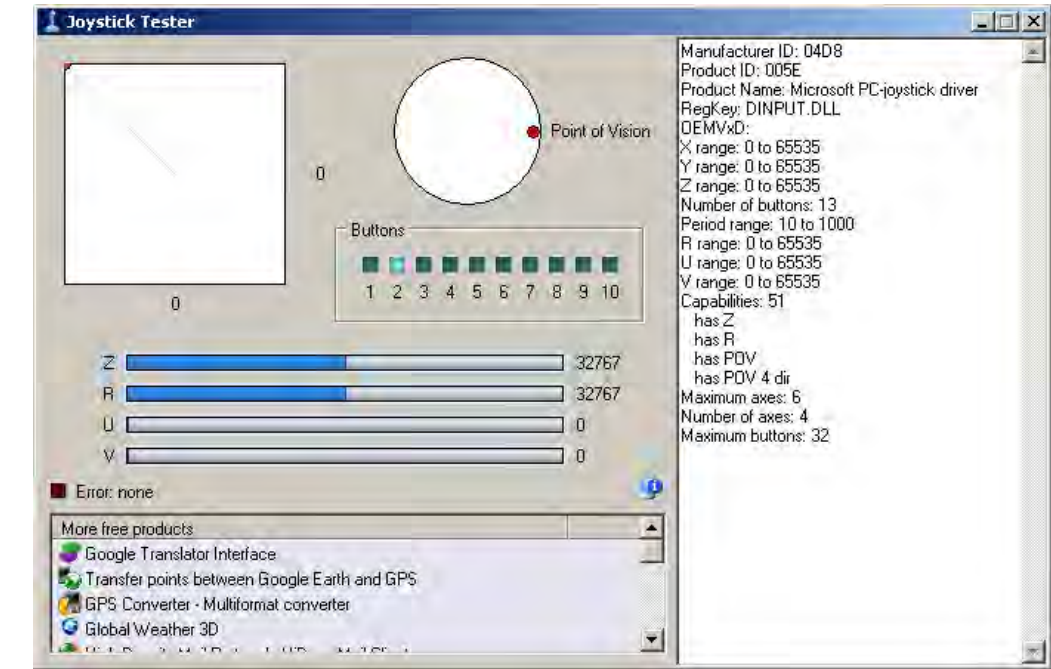 Joystick Tester
Point of Vision
0
Buttons
1 2 3 4 5 6 7 8 9 10
0
Z 32767
R 32767
U 0
V 0
Error: none
More free products
Google Translator Interface
Transfer points between Google Earth and GPS
GPS Converter - Multiformat converter
Global Weather 3D
Manufacturer ID: 04D8
Product ID: 005E
Product Name: Microsoft PC-joystick driver
RegKey: DINPUT.DLL
OEMVxD:
X range: 0 to 65535
Y range: 0 to 65535
Z range: 0 to 65535
Number of buttons: 13
Period range: 10 to 1000
R range: 0 to 65535
U range: 0 to 65535
V range: 0 to 65535
Capabilities: 51
has Z
has R
has POV
has POV 4 dir
Maximum axes: 6
Number of axes: 4
Maximum buttons: 32